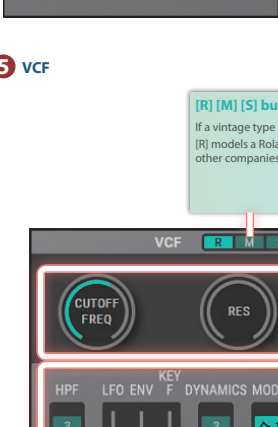 5 VCF
[R] [M] [S] bu
If a vintage type
[R] models a Rola
other companies
VCF R M
CUTOFF FREQ
RES
KEY
HPF LFO ENV F DYNAMICS MOD
3 3